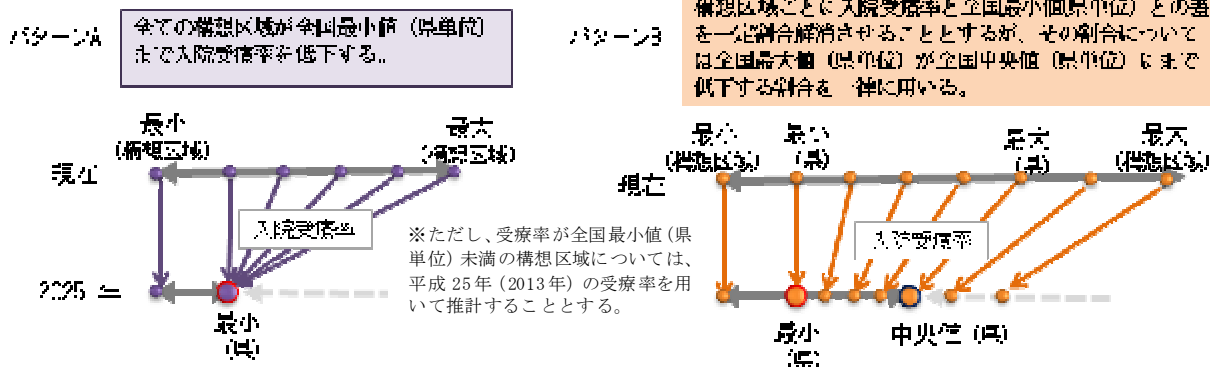 パターンA
全ての構想区域が全国最小値（県単位）
まで入院受療率を低下する。
最小
（構想区域）
最大
（構想区域）
現在
入院受療率
2025 年
最小
（県）
※ただし、受療率が全国最小値（県
単位）未満の構想区域については、
平成 25 年（2013年）の受療率を用
いて推計することとする。
パターンB
構想区域ごとに入院受療率と全国最小値(県単位）との差
を一定割合解消させることとするが、その割合について
は全国最大値（県単位）が全国中央値（県単位）にまで
低下する割合を一律に用いる。
最小
（構想区域）
最小
（県）
最大
（県）
最大
（構想区域）
現在
入院受療率
最小
（県）
中央値（県）